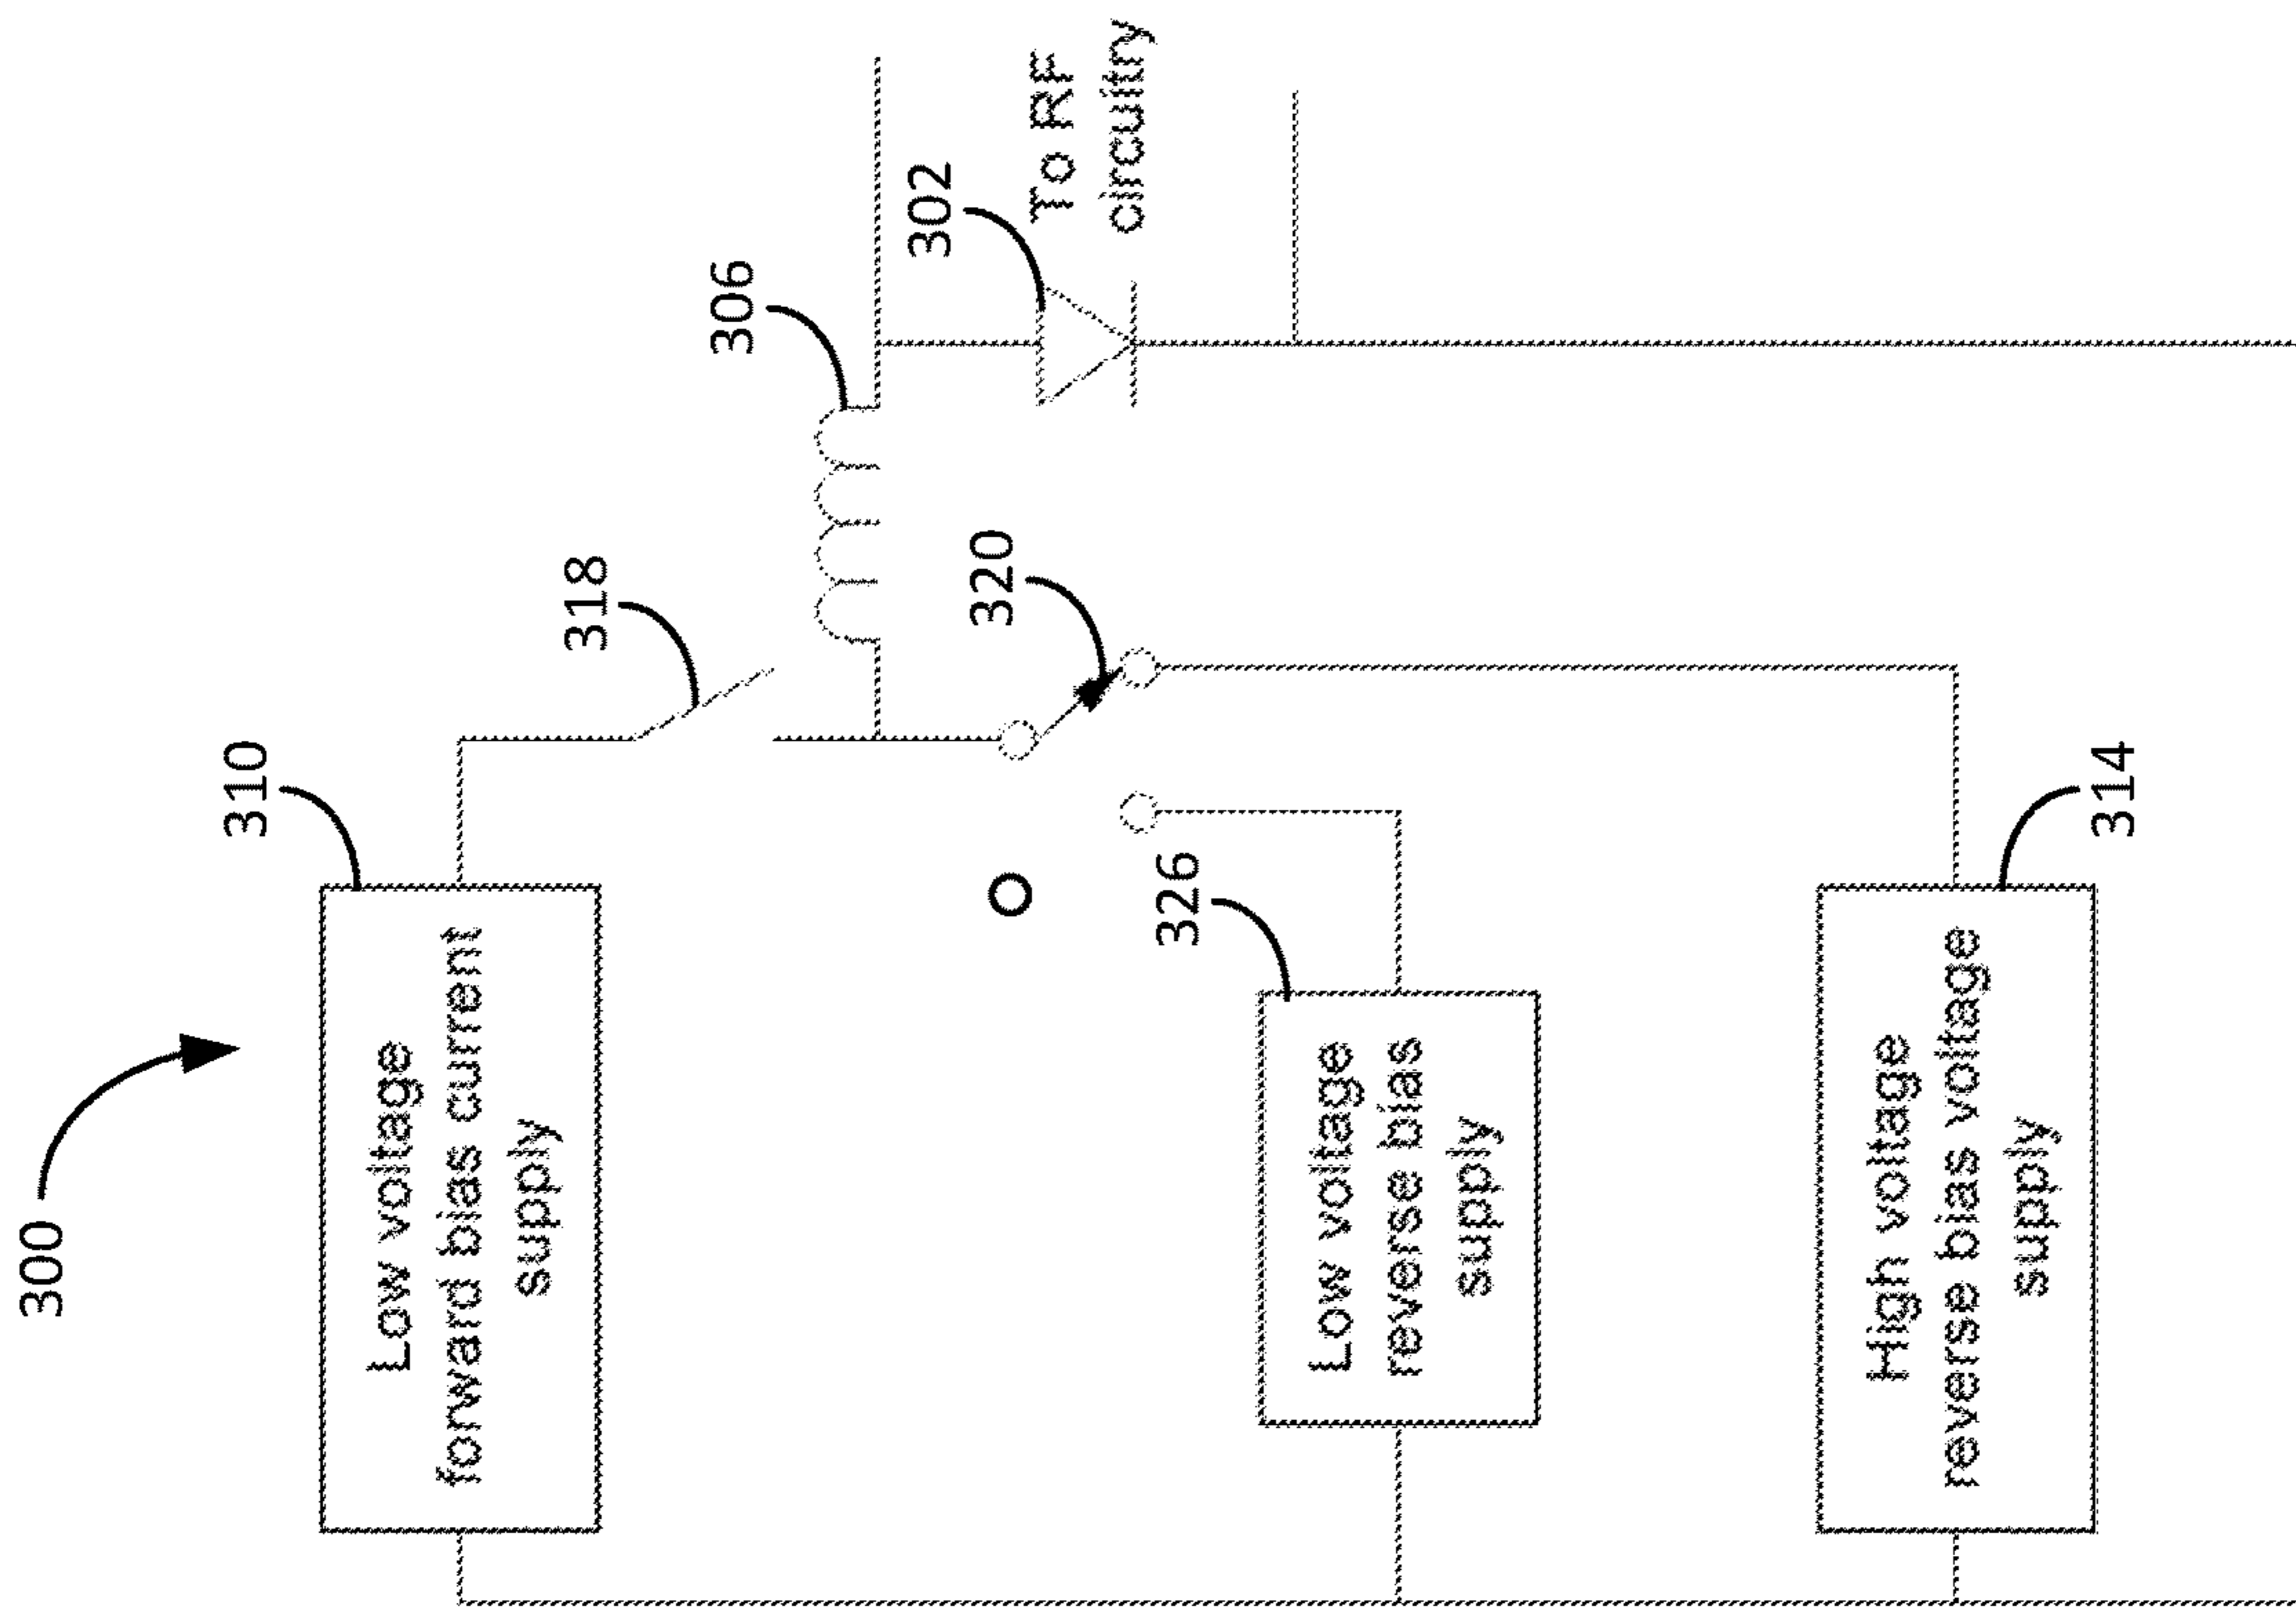 300
310
Low voltage
forward bias current
supply
318
306
302
To RF
circuitry
320
326
Low voltage
reverse bias
supply
314
High voltage
reverse bias voltage
supply